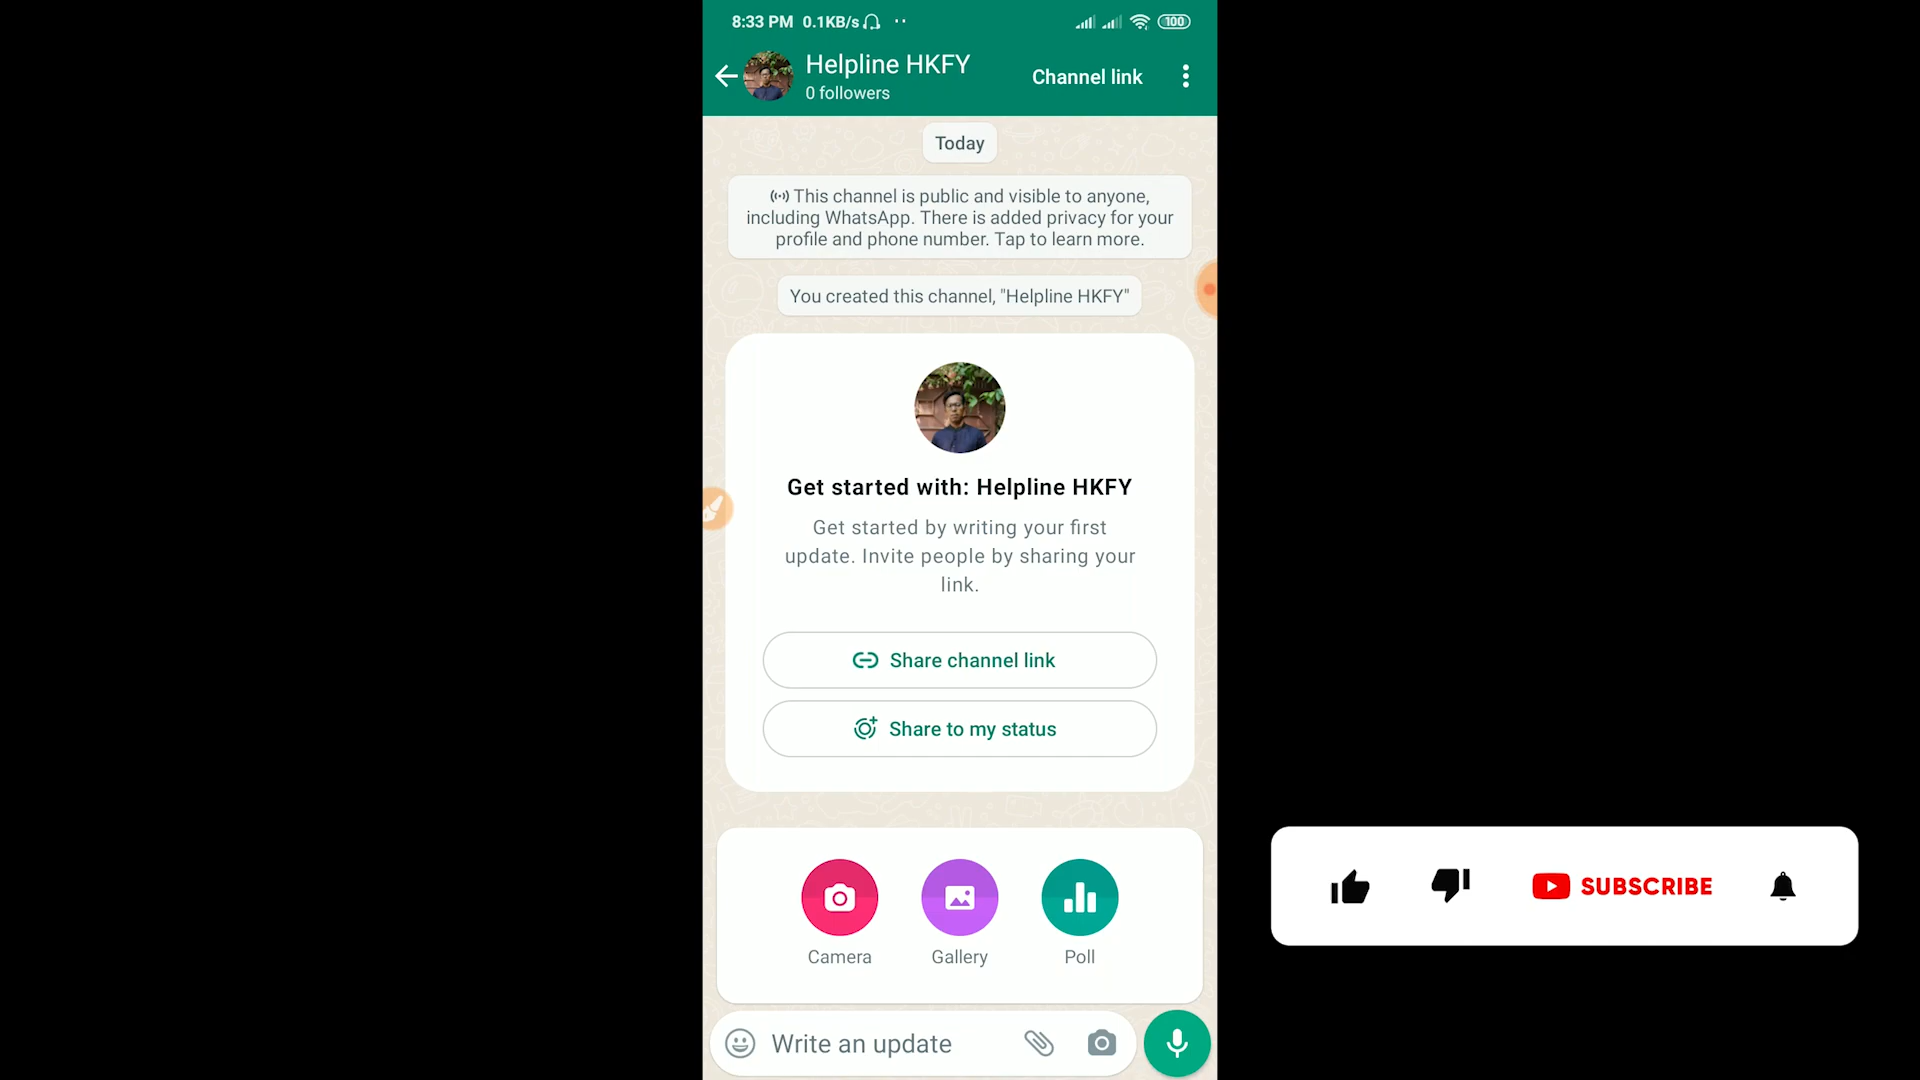 8:33 PM 0.1KB/s 100
Helpline HKFY
0 followers
Channel link
Today
This channel is public and visible to anyone,
including WhatsApp. There is added privacy for your
profile and phone number. Tap to learn more.
You created this channel, "Helpline HKFY"
Get started with: Helpline HKFY
Get started by writing your first
update. Invite people by sharing your
link.
Share channel link
Share to my status
Camera Gallery Poll
SUBSCRIBE
Write an update